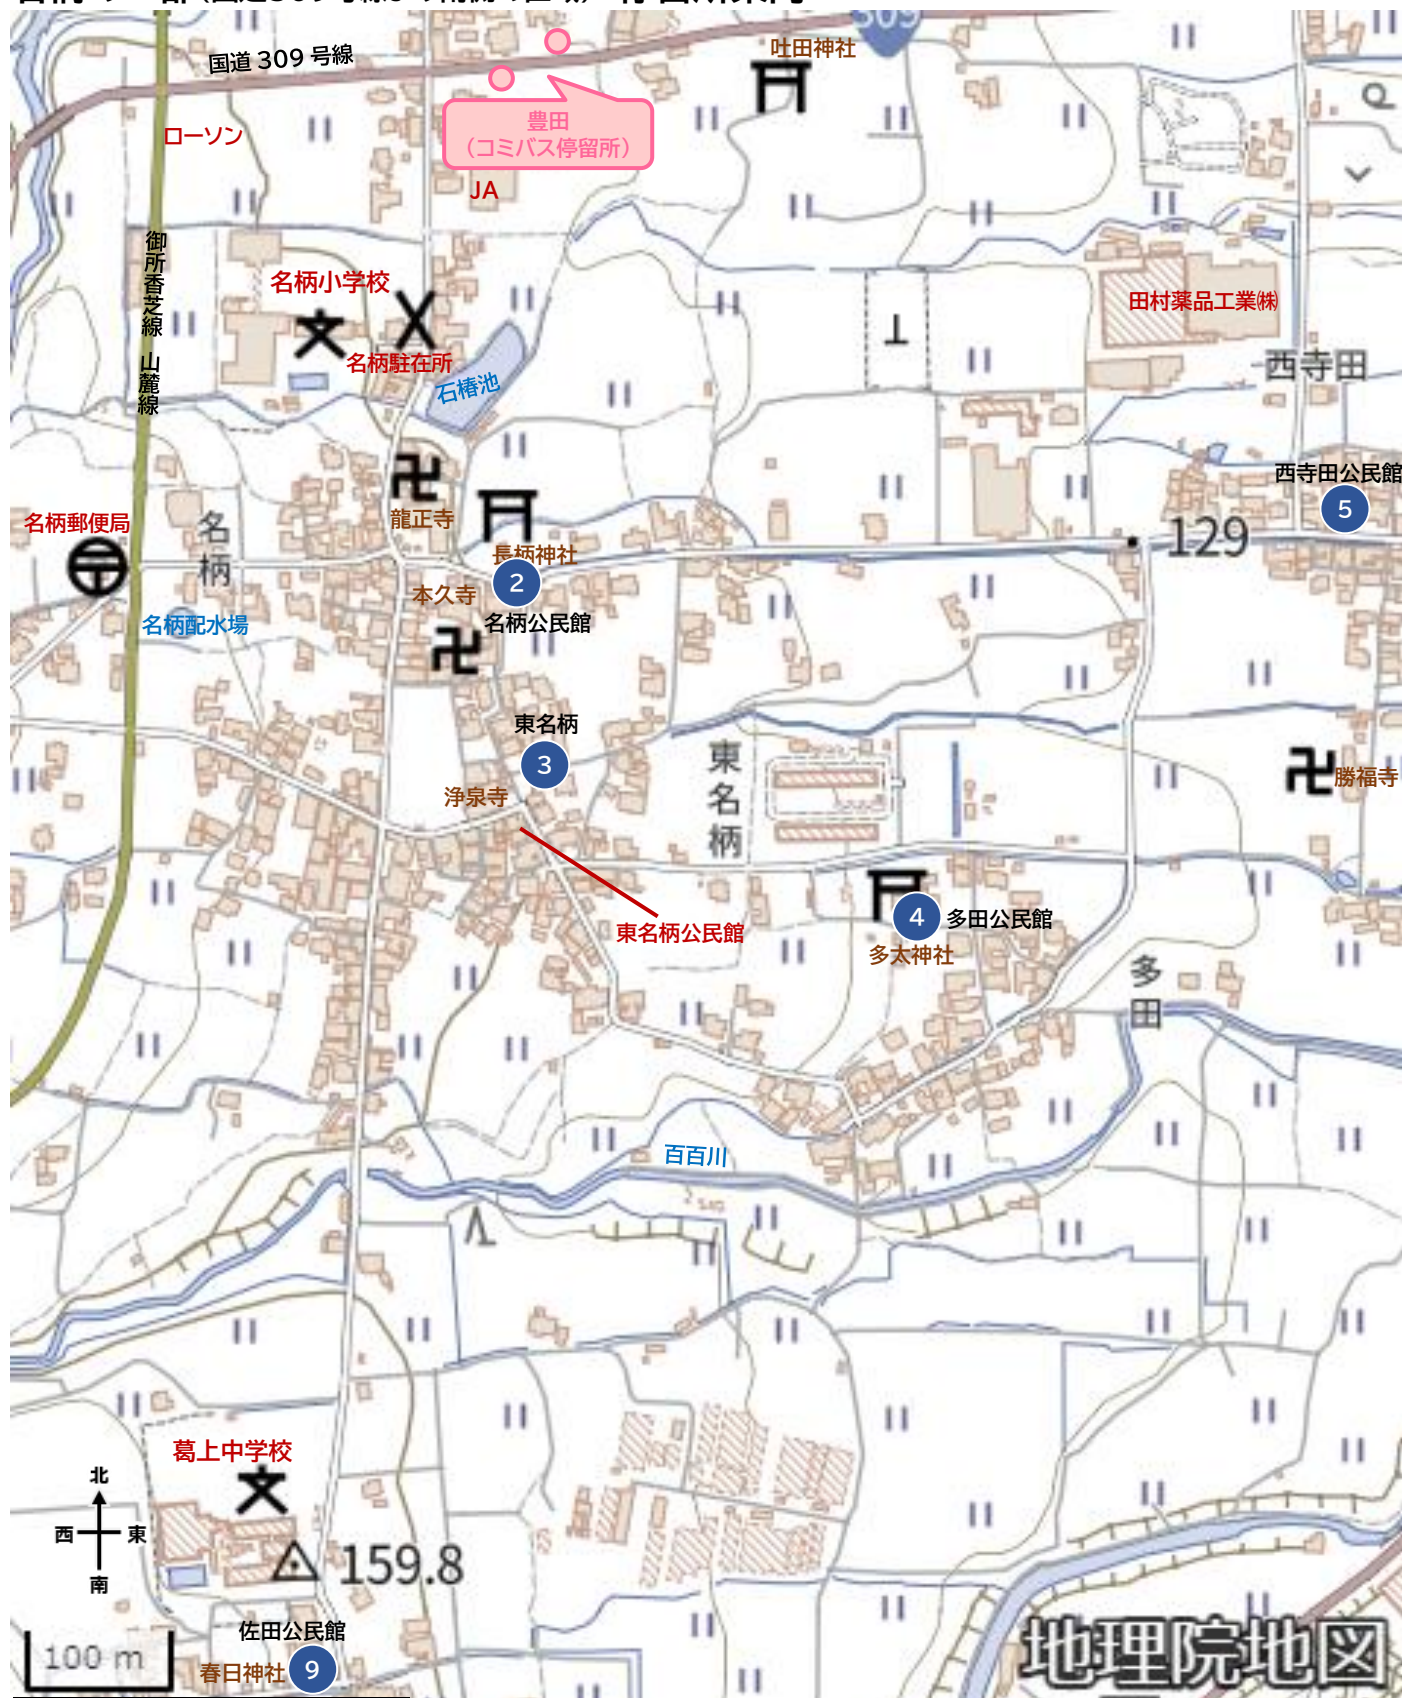 309
国道 309 号線
吐田神社
ローソン
豊田
（コミバス停留所）
JA
御所香芝線 山麓線
名柄小学校
田村薬品工業㈱
名柄駐在所
石椿池
西寺田
西寺田公民館
5
龍正寺
名柄郵便局
名柄
129
長柄神社
2
本久寺
名柄公民館
名柄配水場
東名柄
3
東名柄
勝福寺
浄泉寺
4
多田公民館
東名柄公民館
多太神社
多田
百百川
葛上中学校
北
西 東
南
159.8
佐田公民館
100 m
春日神社
9
地理院地図